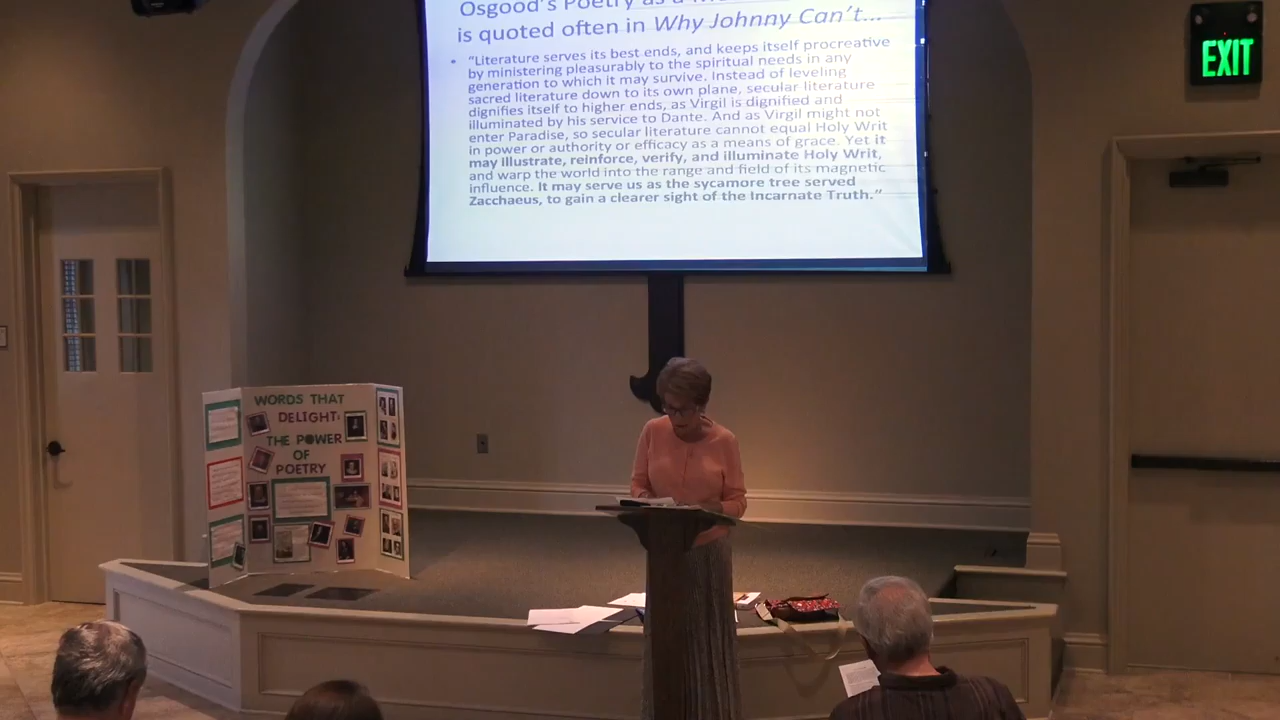 Osgood's Poetry as a
is quoted often in Why Johnny Can't...
• "Literature serves its best ends, and keeps itself procreative
by ministering pleasurably to the spiritual needs in any
generation to which it may survive. Instead of leveling
sacred literature down to its own plane, secular literature
dignifies itself to higher ends, as Virgil is dignified and
illuminated by his service to Dante. And as Virgil might not
enter Paradise, so secular literature cannot equal Holy Writ
in power or authority or efficacy as a means of grace. Yet it
may illustrate, reinforce, verify, and illuminate Holy Writ,
and warp the world into the range and field of its magnetic
influence. It may serve us as the sycamore tree served
Zacchaeus, to gain a clearer sight of the Incarnate Truth."
EXIT
WORDS THAT
DELIGHT:
THE POWER
OF
POETRY